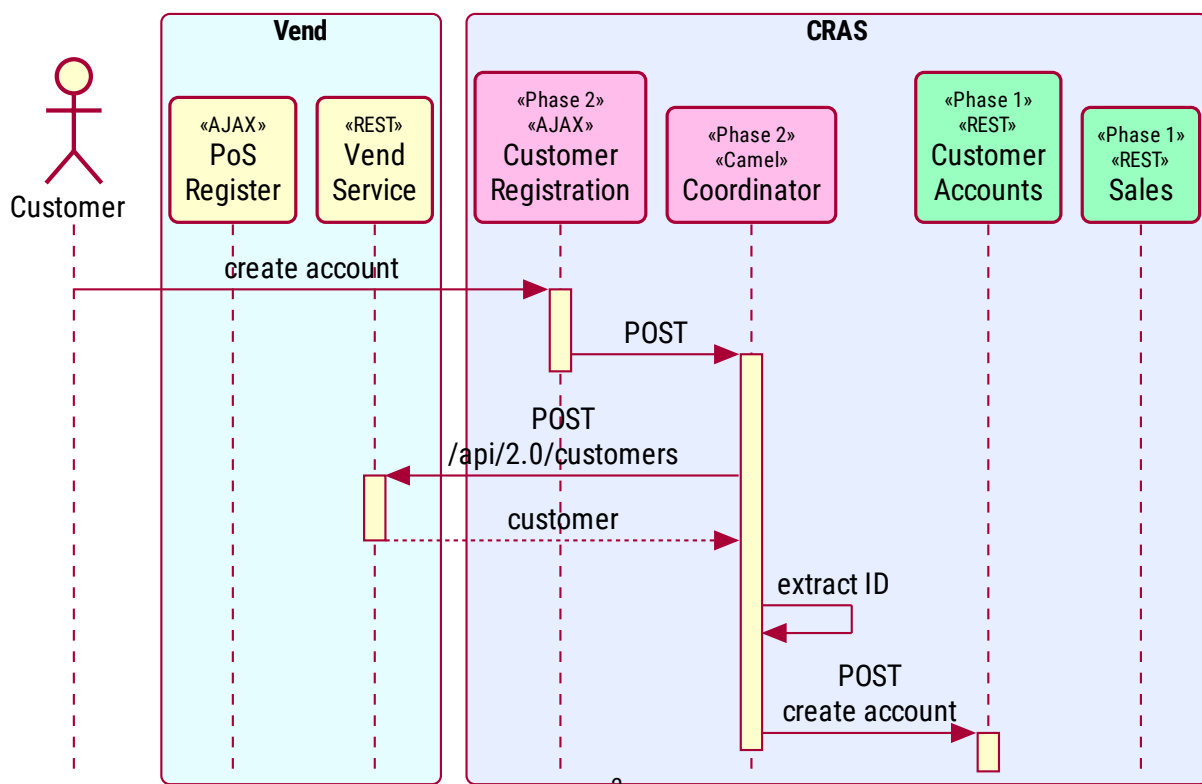 Vend
CRAS
Customer
«AJAX»
PoS
Register
«REST»
Vend
Service
«Phase 2»
«AJAX»
Customer
Registration
«Phase 2»
«Camel»
Coordinator
«Phase 1»
«REST»
Customer
Accounts
«Phase 1»
«REST»
Sales
create account
POST
POST
/api/2.0/customers
customer
extract ID
POST
create account